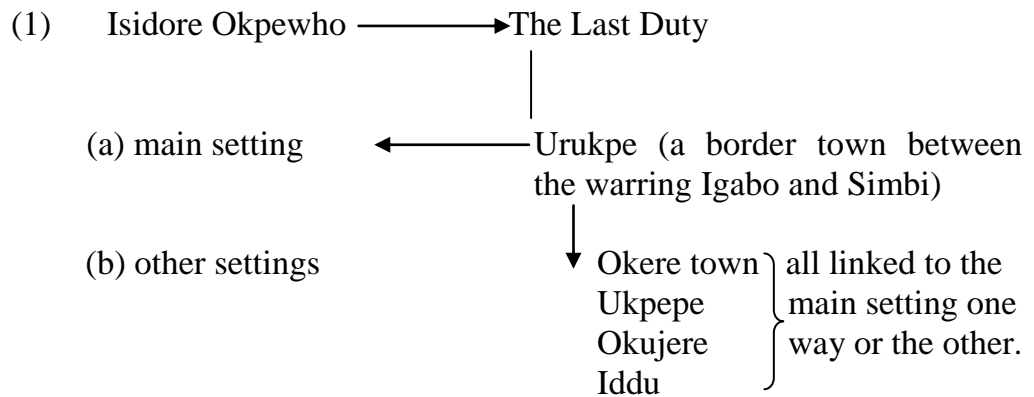 (1) Isidore Okpewho The Last Duty
(a) main setting Urukpe (a border town between
the warring Igabo and Simbi)
(b) other settings Okere town all linked to the
Ukpepe main setting one
Okujere way or the other.
Iddu